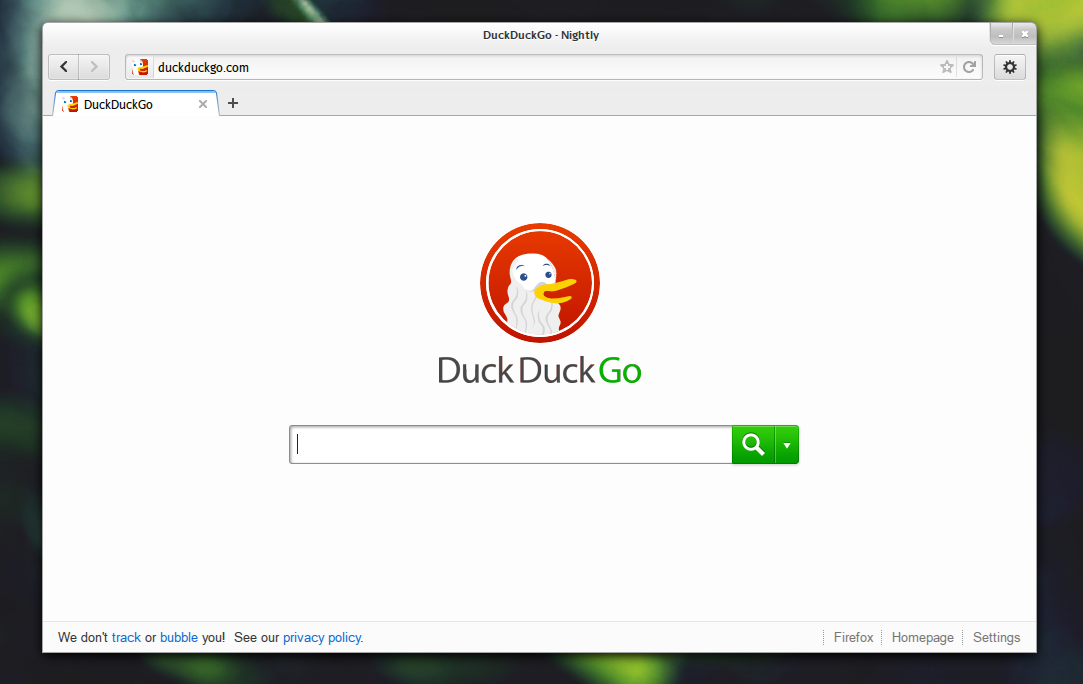 DuckDuckGo - Nightly
duckduckgo.com
DuckDuckGo
DuckDuckGo
We don't track or bubble you! See our privacy policy. Firefox Homepage Settings